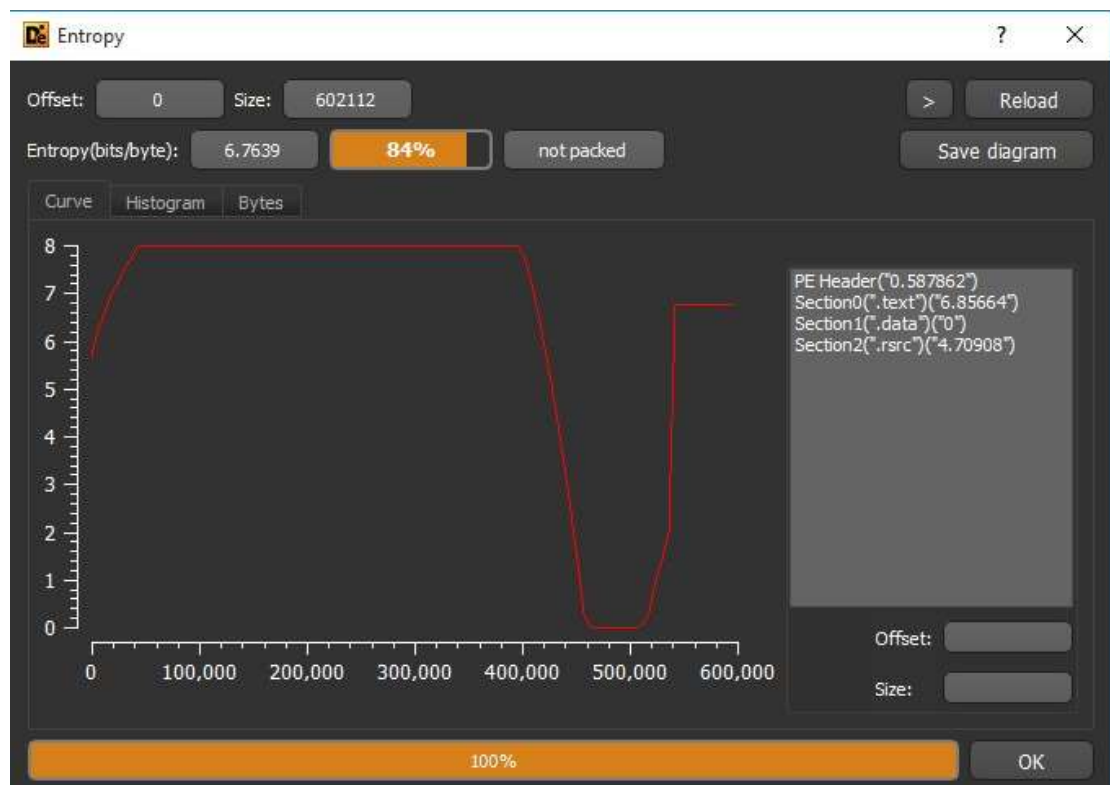 De Entropy ? ×
Offset: 0 Size: 602112 > Reload
Entropy(bits/byte): 6.7639 84% not packed Save diagram
Curve Histogram Bytes
8
7
6
5
4
3
2
1
0
0 100,000 200,000 300,000 400,000 500,000 600,000
PE Header("0.587862")
Section0(".text")("6.85664")
Section1(".data")("0")
Section2(".rsrc")("4.70908")
Offset:
Size:
100% OK